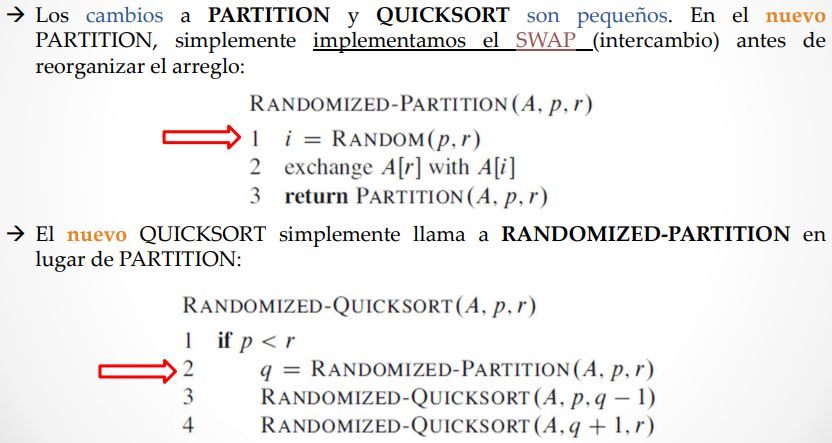 → Los cambios a PARTITION y QUICKSORT son pequeños. En el nuevo
PARTITION, simplemente implementamos el SWAP (intercambio) antes de
reorganizar el arreglo:
RANDOMIZED-PARTITION(A, p, r)
1 i = RANDOM(p, r)
2 exchange A[r] with A[i]
3 return PARTITION(A, p, r)
→ El nuevo QUICKSORT simplemente llama a RANDOMIZED-PARTITION en
lugar de PARTITION:
RANDOMIZED-QUICKSORT(A, p, r)
1 if p < r
2 q = RANDOMIZED-PARTITION(A, p, r)
3 RANDOMIZED-QUICKSORT(A, p, q − 1)
4 RANDOMIZED-QUICKSORT(A, q + 1, r)